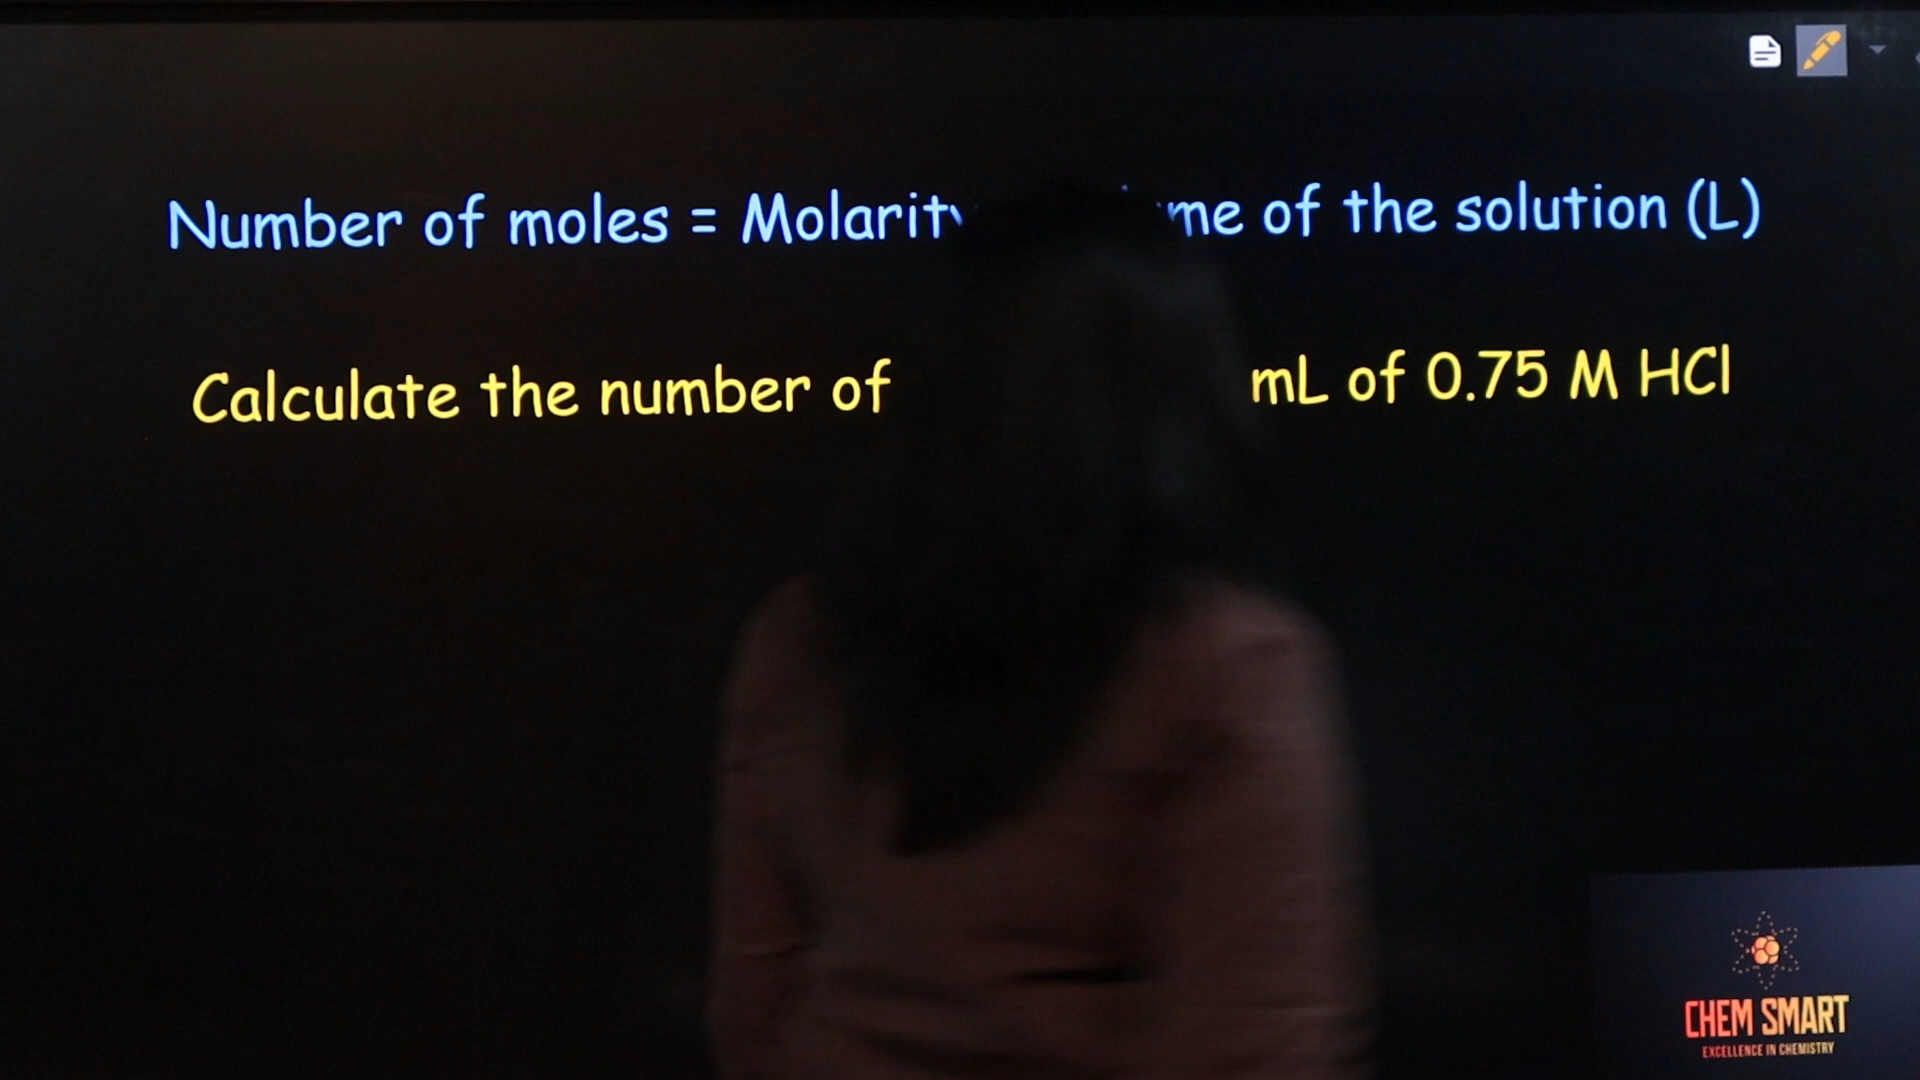 Number of moles = Molarity me of the solution (L)
Calculate the number of mL of 0.75 M HCl
CHEM SMART
EXCELLENCE IN CHEMISTRY